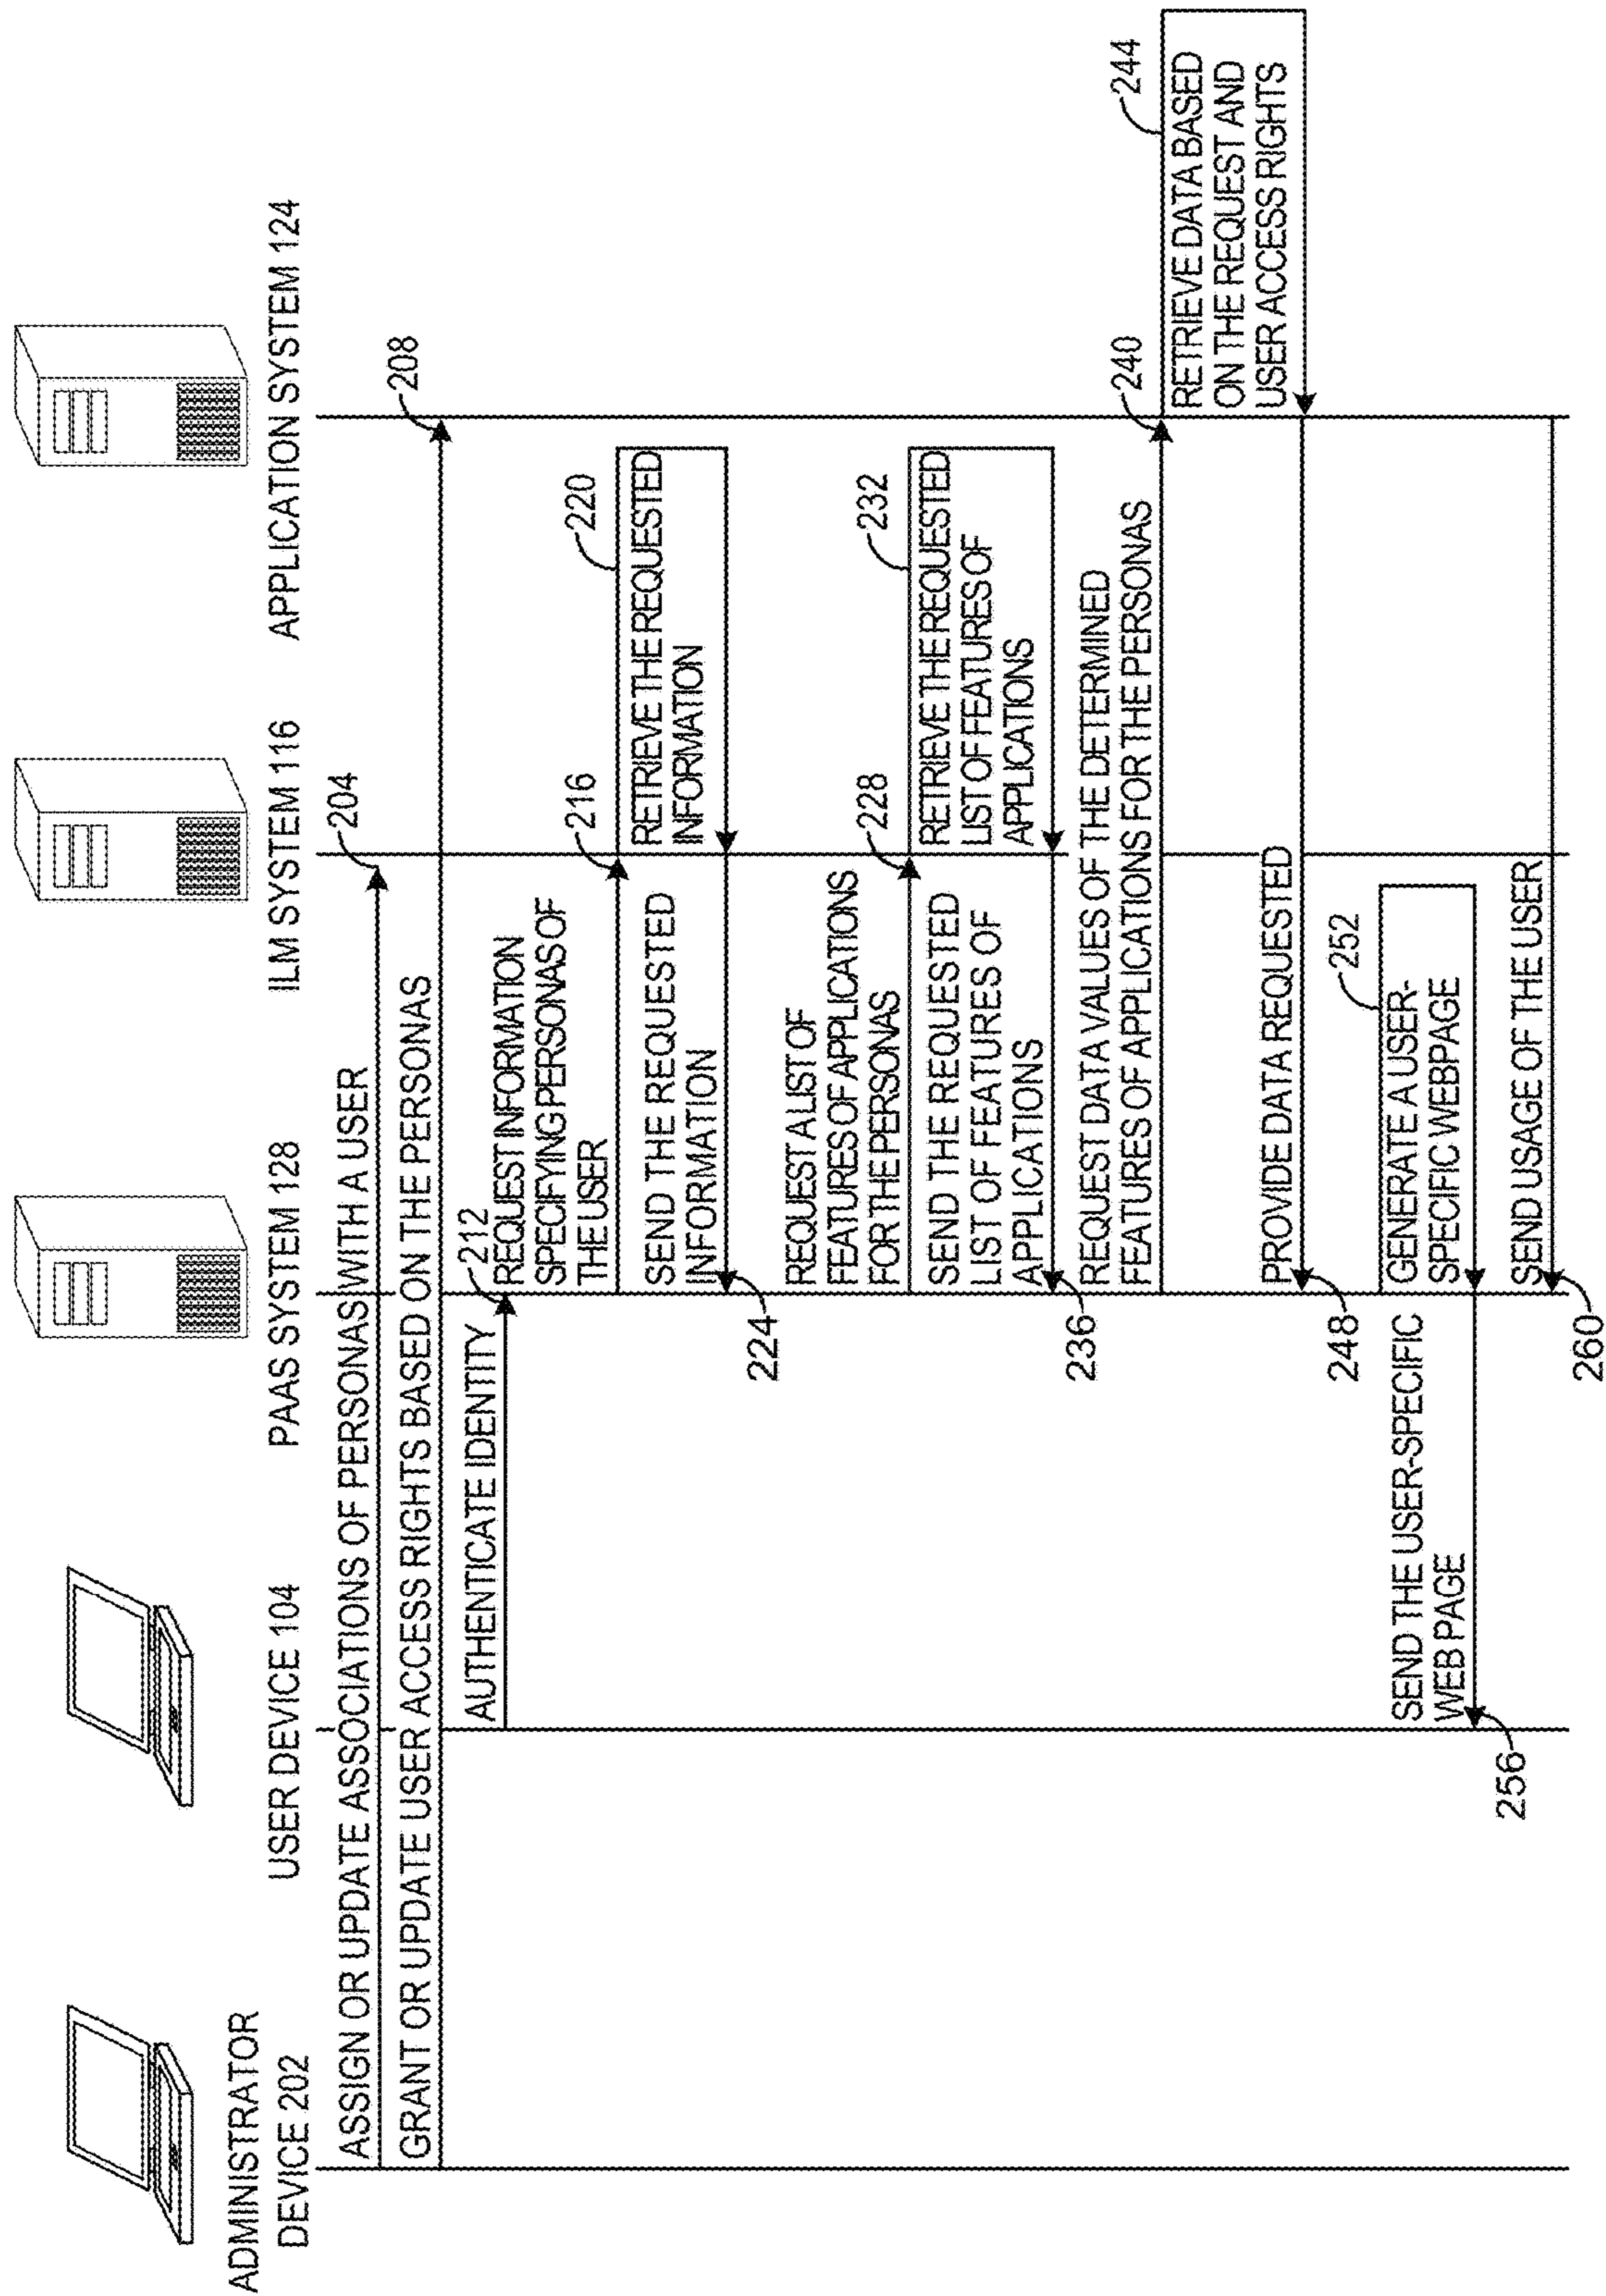 ADMINISTRATOR
DEVICE 202
USER DEVICE 104
PAAS SYSTEM 128
ILM SYSTEM 116
APPLICATION SYSTEM 124
ASSIGN OR UPDATE ASSOCIATIONS OF PERSONAS WITH A USER
204
GRANT OR UPDATE USER ACCESS RIGHTS BASED ON THE PERSONAS
208
AUTHENTICATE IDENTITY
212
REQUEST INFORMATION
SPECIFYING PERSONAS OF
THE USER
216
220
RETRIEVE THE REQUESTED
INFORMATION
SEND THE REQUESTED
INFORMATION
224
REQUEST A LIST OF
FEATURES OF APPLICATIONS
FOR THE PERSONAS
228
232
RETRIEVE THE REQUESTED
LIST OF FEATURES OF
APPLICATIONS
SEND THE REQUESTED
LIST OF FEATURES OF
APPLICATIONS
236
REQUEST DATA VALUES OF THE DETERMINED
FEATURES OF APPLICATIONS FOR THE PERSONAS
240
244
RETRIEVE DATA BASED
ON THE REQUEST AND
USER ACCESS RIGHTS
PROVIDE DATA REQUESTED
248
252
GENERATE A USER-
SPECIFIC WEBPAGE
SEND THE USER-SPECIFIC
WEB PAGE
256
SEND USAGE OF THE USER
260